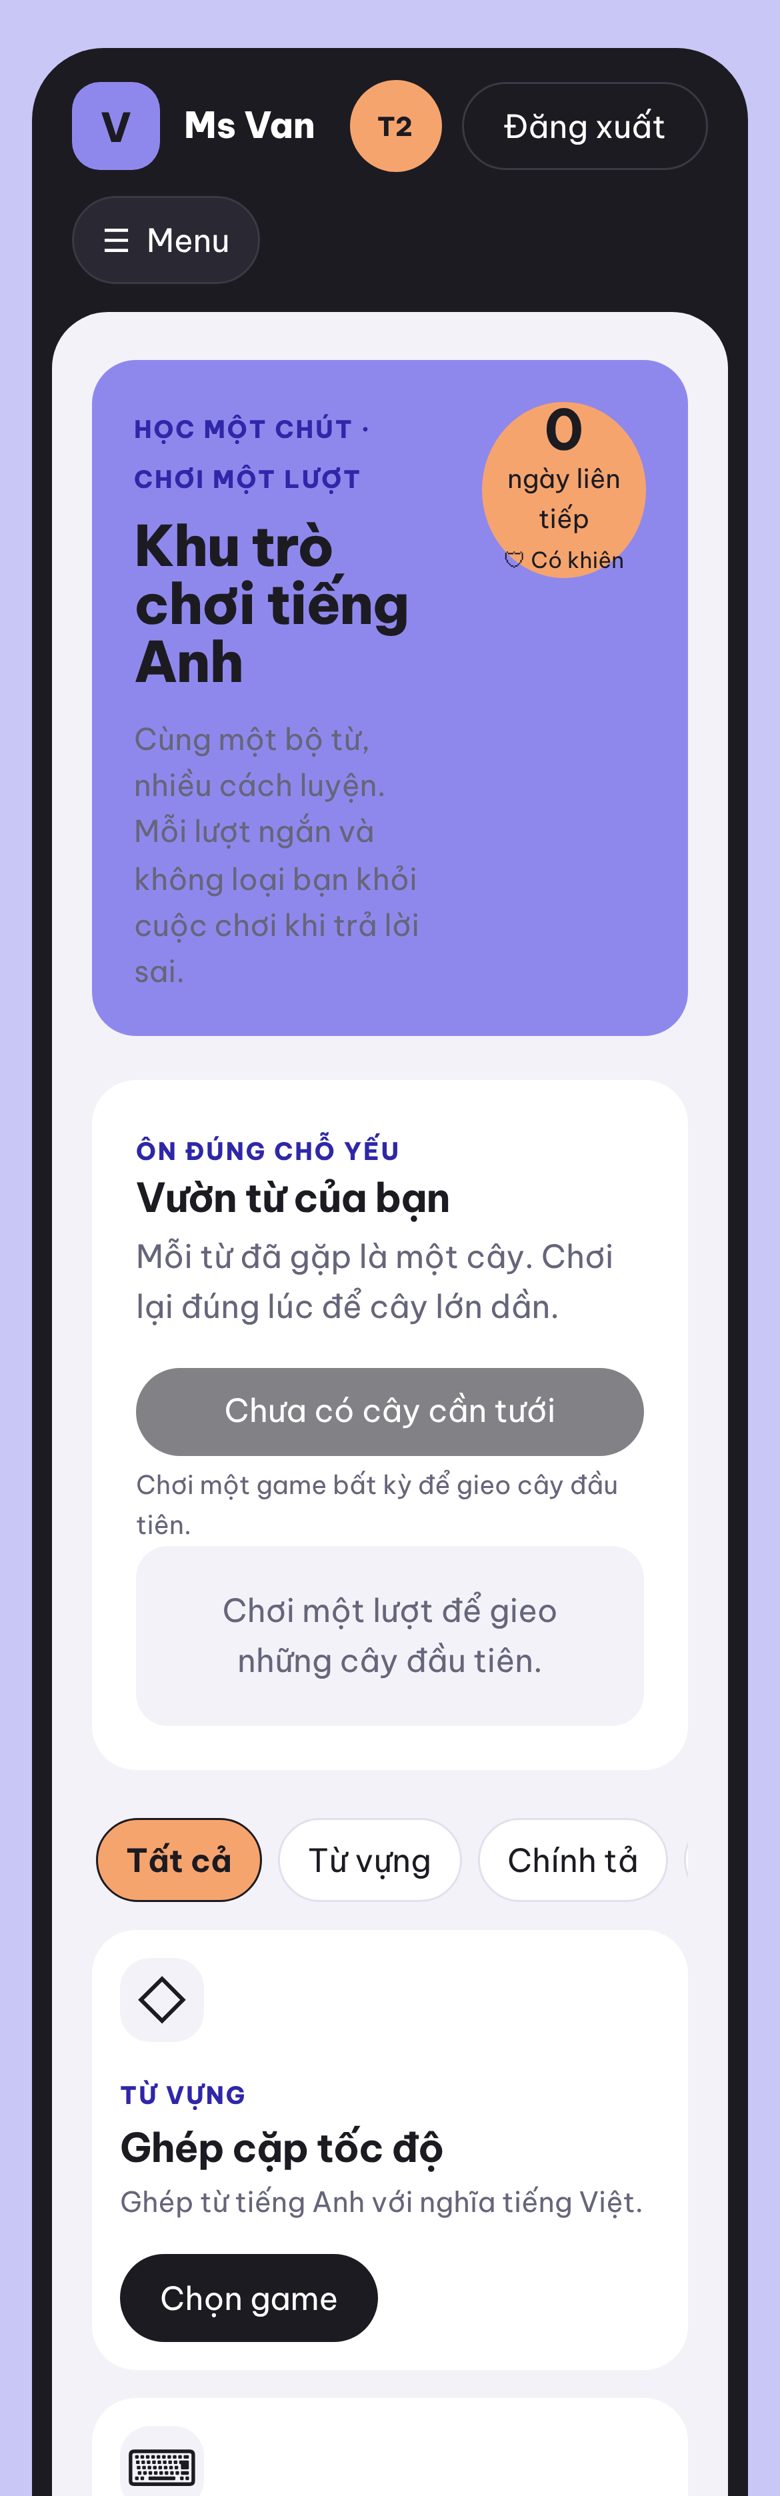 V Ms Van T2 Đăng xuất
☰ Menu
HỌC MỘT CHÚT ·
CHƠI MỘT LƯỢT
Khu trò
chơi tiếng
Anh
Cùng một bộ từ,
nhiều cách luyện.
Mỗi lượt ngắn và
không loại bạn khỏi
cuộc chơi khi trả lời
sai.
0
ngày liên
tiếp
🛡 Có khiên
ÔN ĐÚNG CHỖ YẾU
Vườn từ của bạn
Mỗi từ đã gặp là một cây. Chơi
lại đúng lúc để cây lớn dần.
Chưa có cây cần tưới
Chơi một game bất kỳ để gieo cây đầu
tiên.
Chơi một lượt để gieo
những cây đầu tiên.
Tất cả Từ vựng Chính tả
TỪ VỰNG
Ghép cặp tốc độ
Ghép từ tiếng Anh với nghĩa tiếng Việt.
Chọn game